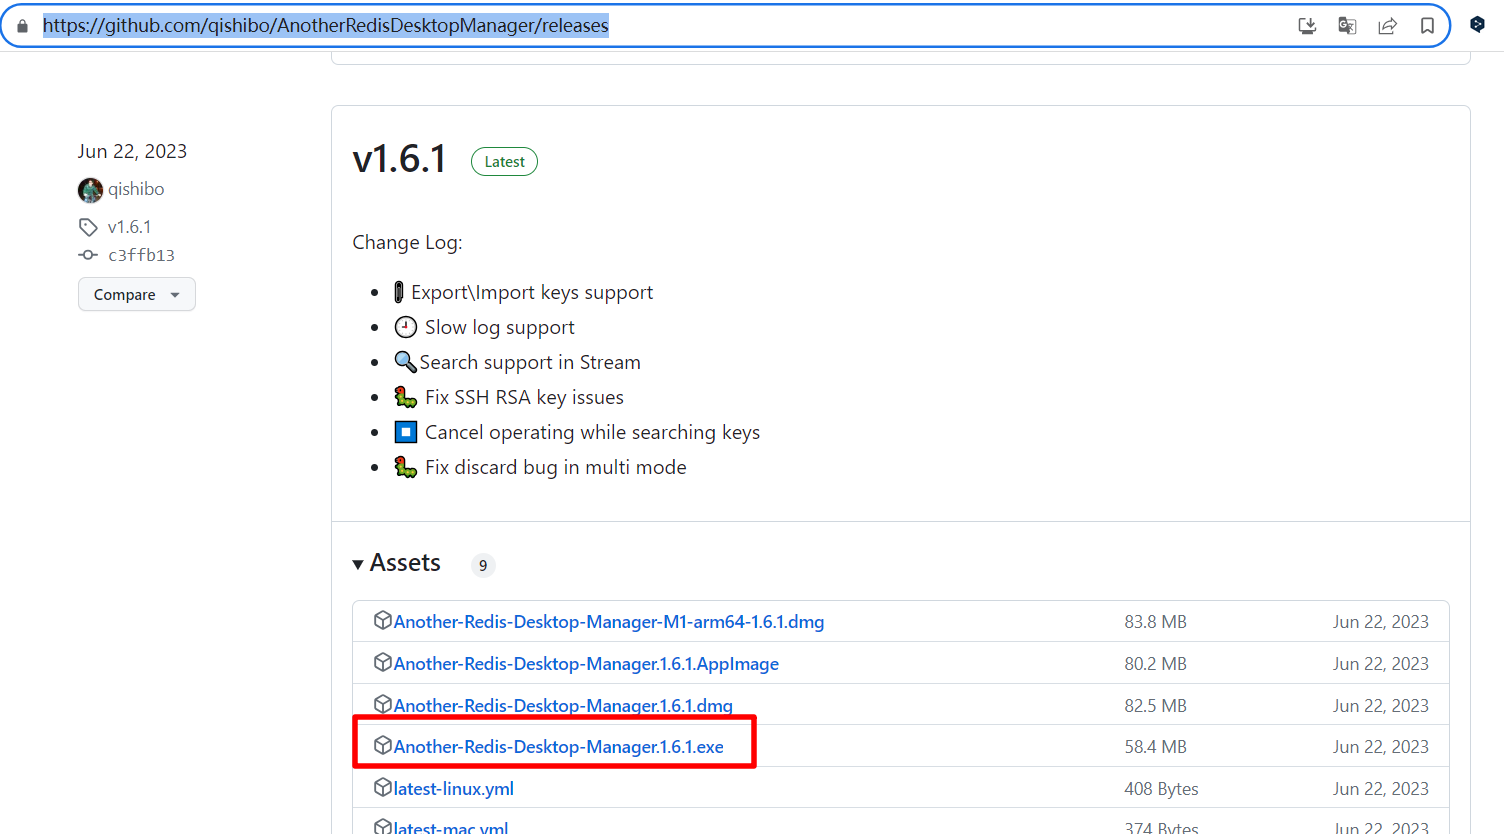 https://github.com/qishibo/AnotherRedisDesktopManager/releases
Jun 22, 2023
qishibo
v1.6.1
c3ffb13
Compare
v1.6.1 Latest
Change Log:
Export\Import keys support
Slow log support
Search support in Stream
Fix SSH RSA key issues
Cancel operating while searching keys
Fix discard bug in multi mode
Assets 9
Another-Redis-Desktop-Manager-M1-arm64-1.6.1.dmg 83.8 MB Jun 22, 2023
Another-Redis-Desktop-Manager.1.6.1.AppImage 80.2 MB Jun 22, 2023
Another-Redis-Desktop-Manager.1.6.1.dmg 82.5 MB Jun 22, 2023
Another-Redis-Desktop-Manager.1.6.1.exe 58.4 MB Jun 22, 2023
latest-linux.yml 408 Bytes Jun 22, 2023
latest-mac.yml 374 Bytes Jun 22, 2023